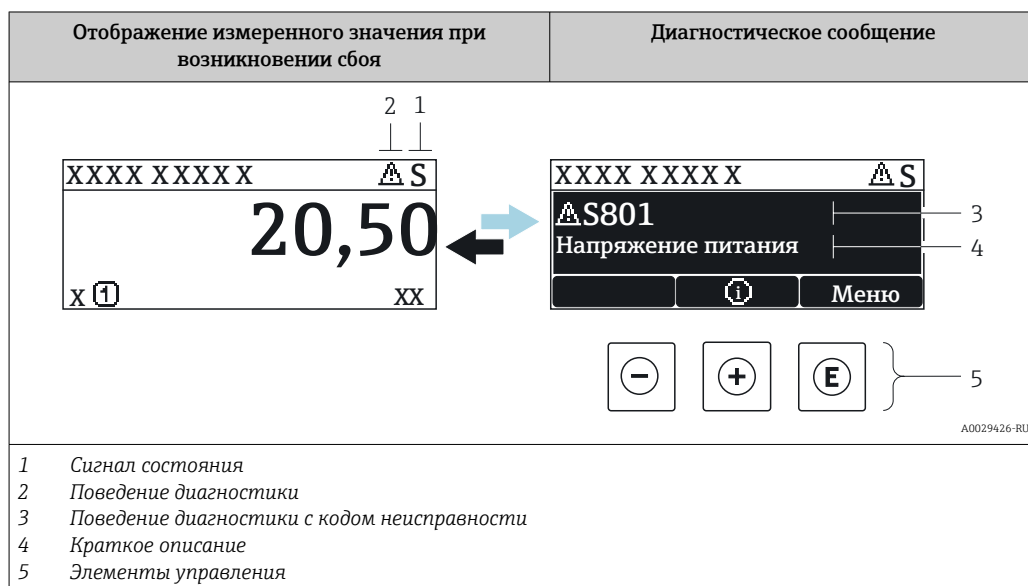 Отображение измеренного значения при
возникновении сбоя
Диагностическое сообщение
2 1
XXXX XXXXX S
20,50
X 1 XX
XXXX XXXXX S
S801
3
Напряжение питания
4
i Меню
- + E
5
A0029426-RU
1 Сигнал состояния
2 Поведение диагностики
3 Поведение диагностики с кодом неисправности
4 Краткое описание
5 Элементы управления